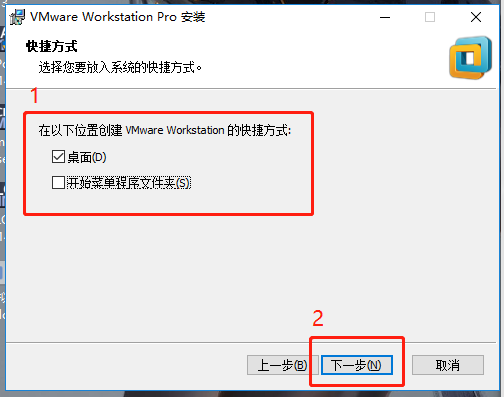 VMware Workstation Pro 安装
快捷方式
选择您要放入系统的快捷方式。
1
在以下位置创建 VMware Workstation 的快捷方式:
桌面(D)
开始菜单程序文件夹(S)
2
上一步(B)
下一步(N)
取消